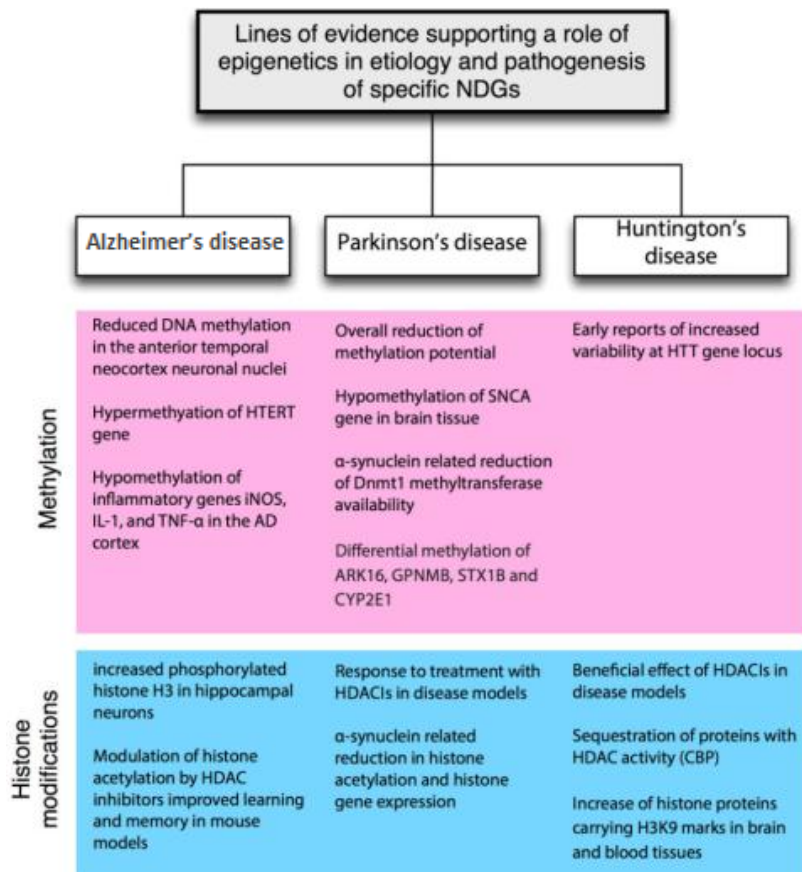 Lines of evidence supporting a role of
epigenetics in etiology and pathogenesis
of specific NDGs
Alzheimer's disease
Parkinson's disease
Huntington's
disease
Methylation
Reduced DNA methylation
in the anterior temporal
neocortex neuronal nuclei
Hypermethyation of HTERT
gene
Hypomethylation of
inflammatory genes iNOS,
IL-1, and TNF-α in the AD
cortex
Overall reduction of
methylation potential
Hypomethylation of SNCA
gene in brain tissue
α-synuclein related reduction
of Dnmt1 methyltransferase
availability
Differential methylation of
ARK16, GPNMB, STX1B and
CYP2E1
Early reports of increased
variability at HTT gene locus
Histone
modifications
increased phosphorylated
histone H3 in hippocampal
neurons
Modulation of histone
acetylation by HDAC
inhibitors improved learning
and memory in mouse
models
Response to treatment with
HDACIs in disease models
α-synuclein related
reduction in histone
acetylation and histone
gene expression
Beneficial effect of HDACIs in
disease models
Sequestration of proteins with
HDAC activity (CBP)
Increase of histone proteins
carrying H3K9 marks in brain
and blood tissues